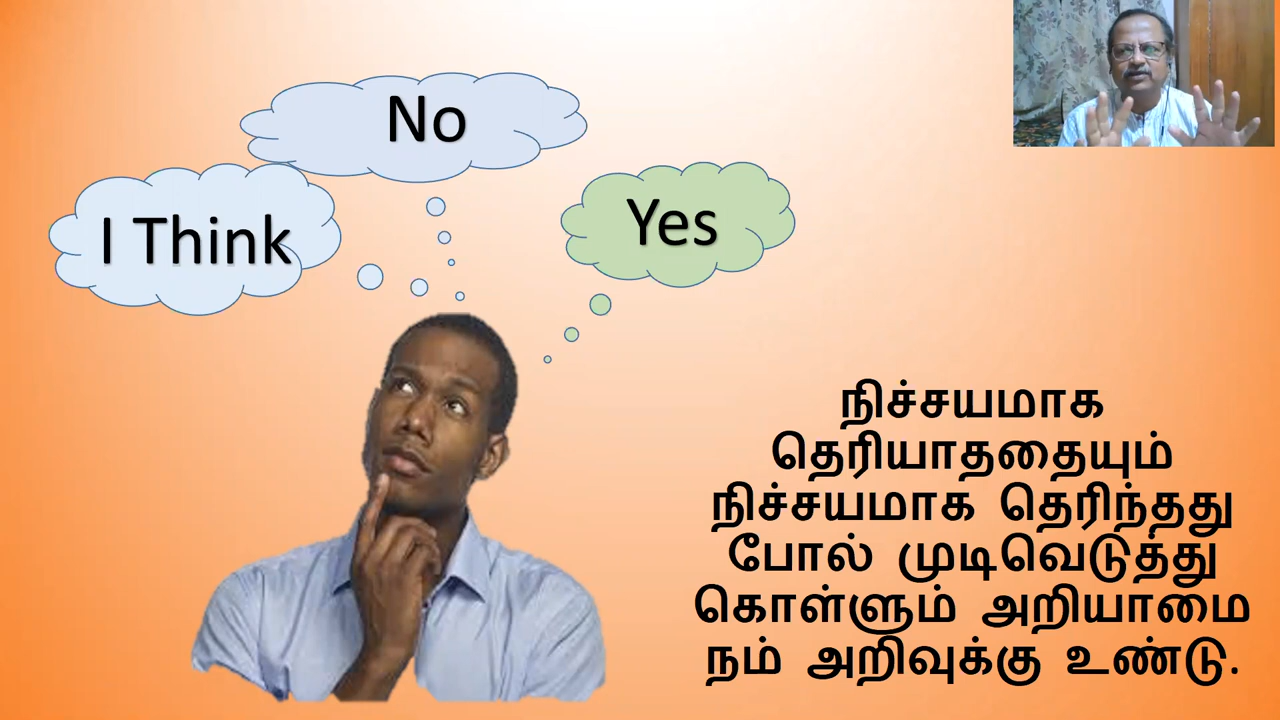 No
I Think
Yes
நிச்சயமாக
தெரியாததையும்
நிச்சயமாக தெரிந்தது
போல் முடிவெடுத்து
கொள்ளும் அறியாமை
நம் அறிவுக்கு உண்டு.